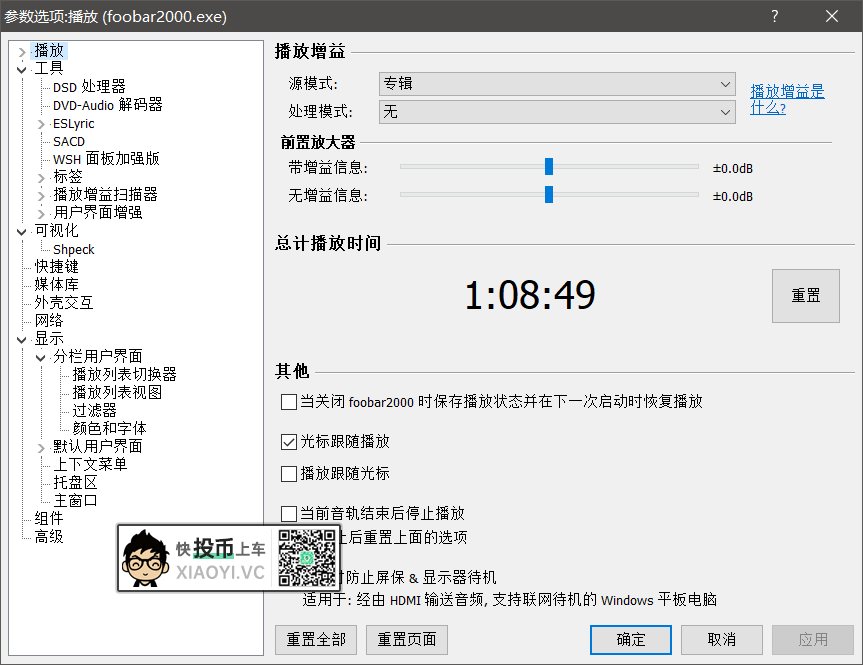 参数选项:播放 (foobar2000.exe)
播放
工具
DSD 处理器
DVD-Audio 解码器
ESLyric
SACD
WSH 面板加强版
标签
播放增益扫描器
用户界面增强
可视化
Shpeck
快捷键
媒体库
外壳交互
网络
显示
分栏用户界面
播放列表切换器
播放列表视图
过滤器
颜色和字体
默认用户界面
上下文菜单
托盘区
主窗口
组件
高级
播放增益
源模式:
专辑
处理模式:
无
播放增益是
什么?
前置放大器
带增益信息:
±0.0dB
无增益信息:
±0.0dB
总计播放时间
1:08:49
重置
其他
当关闭 foobar2000 时保存播放状态并在下一次启动时恢复播放
光标跟随播放
播放跟随光标
当前音轨结束后停止播放
后重置上面的选项
防止屏保 & 显示器待机
适用于: 经由 HDMI 输送音频, 支持联网待机的 Windows 平板电脑
快投币上车
XIAOYI.VC
重置全部
重置页面
确定
取消
应用